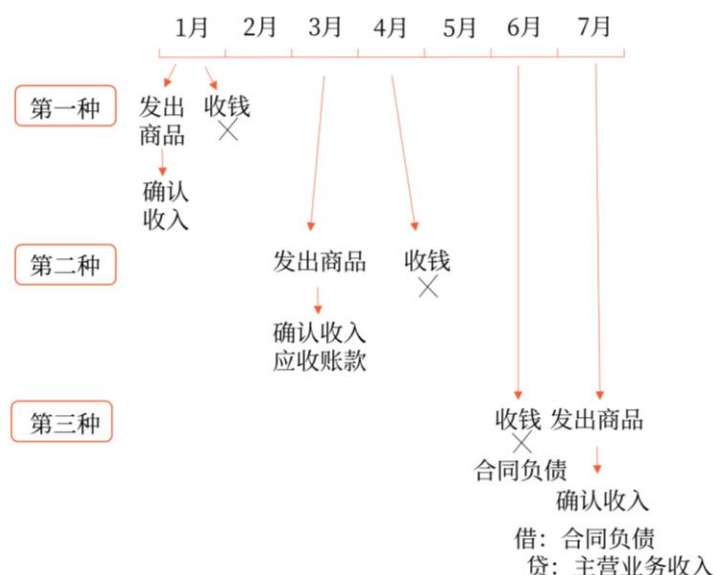 1月 2月 3月 4月 5月 6月 7月
第一种
发出
商品
收钱
确认
收入
第二种
发出商品
收钱
确认收入
应收账款
第三种
收钱
合同负债
发出商品
确认收入
借：合同负债
贷：主营业务收入